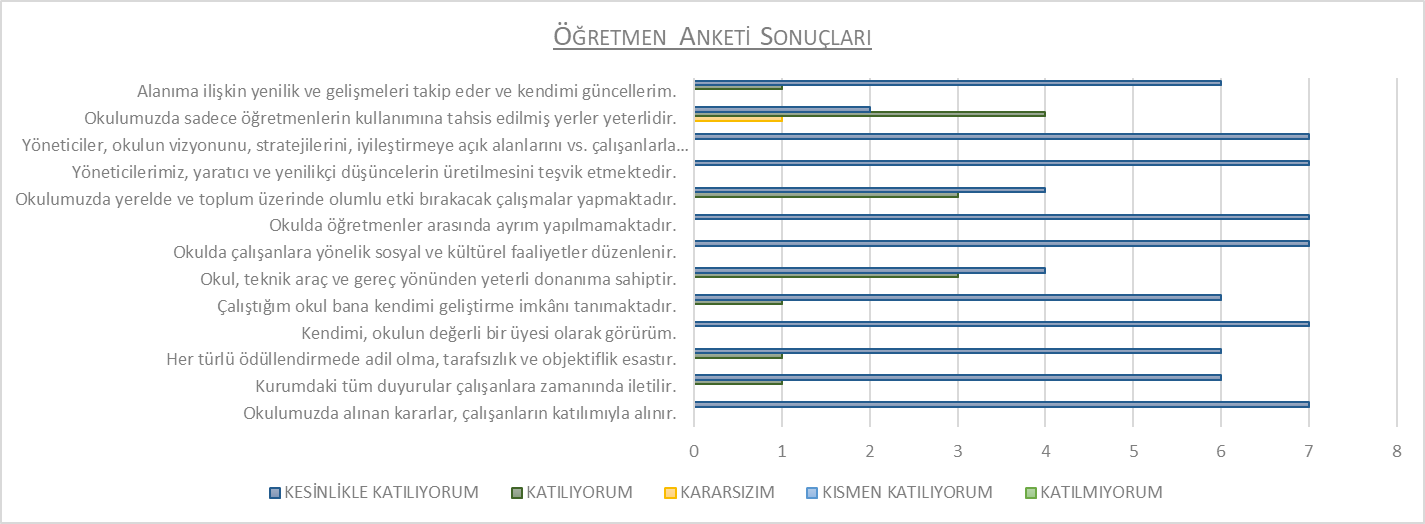 ÖĞRETMEN ANKETİ SONUÇLARI
Alanıma ilişkin yenilik ve gelişmeleri takip eder ve kendimi güncellerim.
Okulumuzda sadece öğretmenlerin kullanımına tahsis edilmiş yerler yeterlidir.
Yöneticiler, okulun vizyonunu, stratejilerini, iyileştirmeye açık alanlarını vs. çalışanlarla…
Yöneticilerimiz, yaratıcı ve yenilikçi düşüncelerin üretilmesini teşvik etmektedir.
Okulumuzda yerelde ve toplum üzerinde olumlu etki bırakacak çalışmalar yapmaktadır.
Okulda öğretmenler arasında ayrım yapılmamaktadır.
Okulda çalışanlara yönelik sosyal ve kültürel faaliyetler düzenlenir.
Okul, teknik araç ve gereç yönünden yeterli donanıma sahiptir.
Çalıştığım okul bana kendimi geliştirme imkânı tanımaktadır.
Kendimi, okulun değerli bir üyesi olarak görürüm.
Her türlü ödüllendirmede adil olma, tarafsızlık ve objektiflik esastır.
Kurumdaki tüm duyurular çalışanlara zamanında iletilir.
Okulumuzda alınan kararlar, çalışanların katılımıyla alınır.
0 1 2 3 4 5 6 7 8
KESİNLİKLE KATILIYORUM KATILIYORUM KARARSIZIM KISMEN KATILIYORUM KATILMIYORUM